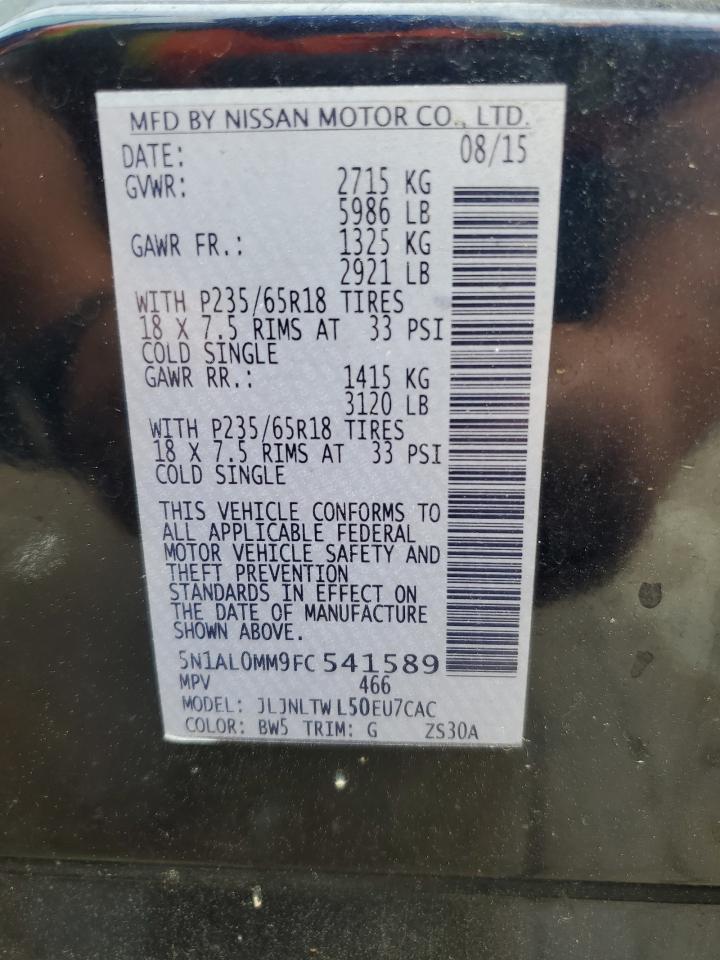 MFD BY NISSAN MOTOR CO., LTD.
DATE: 08/15
GVWR: 2715 KG
5986 LB
GAWR FR.: 1325 KG
2921 LB
WITH P235/65R18 TIRES
18 X 7.5 RIMS AT 33 PSI
COLD SINGLE
GAWR RR.: 1415 KG
3120 LB
WITH P235/65R18 TIRES
18 X 7.5 RIMS AT 33 PSI
COLD SINGLE
THIS VEHICLE CONFORMS TO
ALL APPLICABLE FEDERAL
MOTOR VEHICLE SAFETY AND
THEFT PREVENTION
STANDARDS IN EFFECT ON
THE DATE OF MANUFACTURE
SHOWN ABOVE.
5N1AL0MM9FC541589
MPV 466
MODEL: JLJNLTWL50EU7CAC
COLOR: BW5 TRIM: G ZS30A